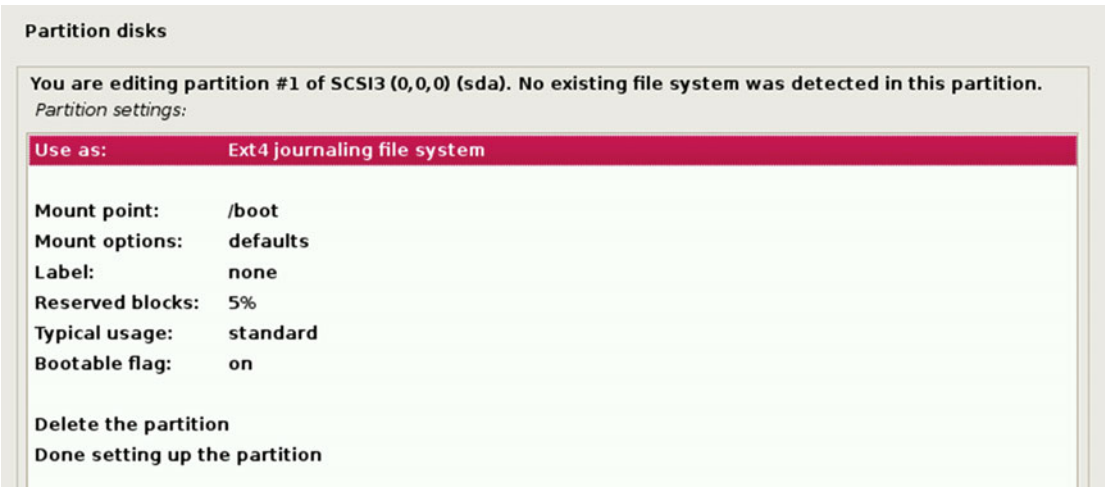 Partition disks
You are editing partition #1 of SCSI3 (0,0,0) (sda). No existing file system was detected in this partition.
Partition settings:
Use as: Ext4 journaling file system
Mount point: /boot
Mount options: defaults
Label: none
Reserved blocks: 5%
Typical usage: standard
Bootable flag: on
Delete the partition
Done setting up the partition